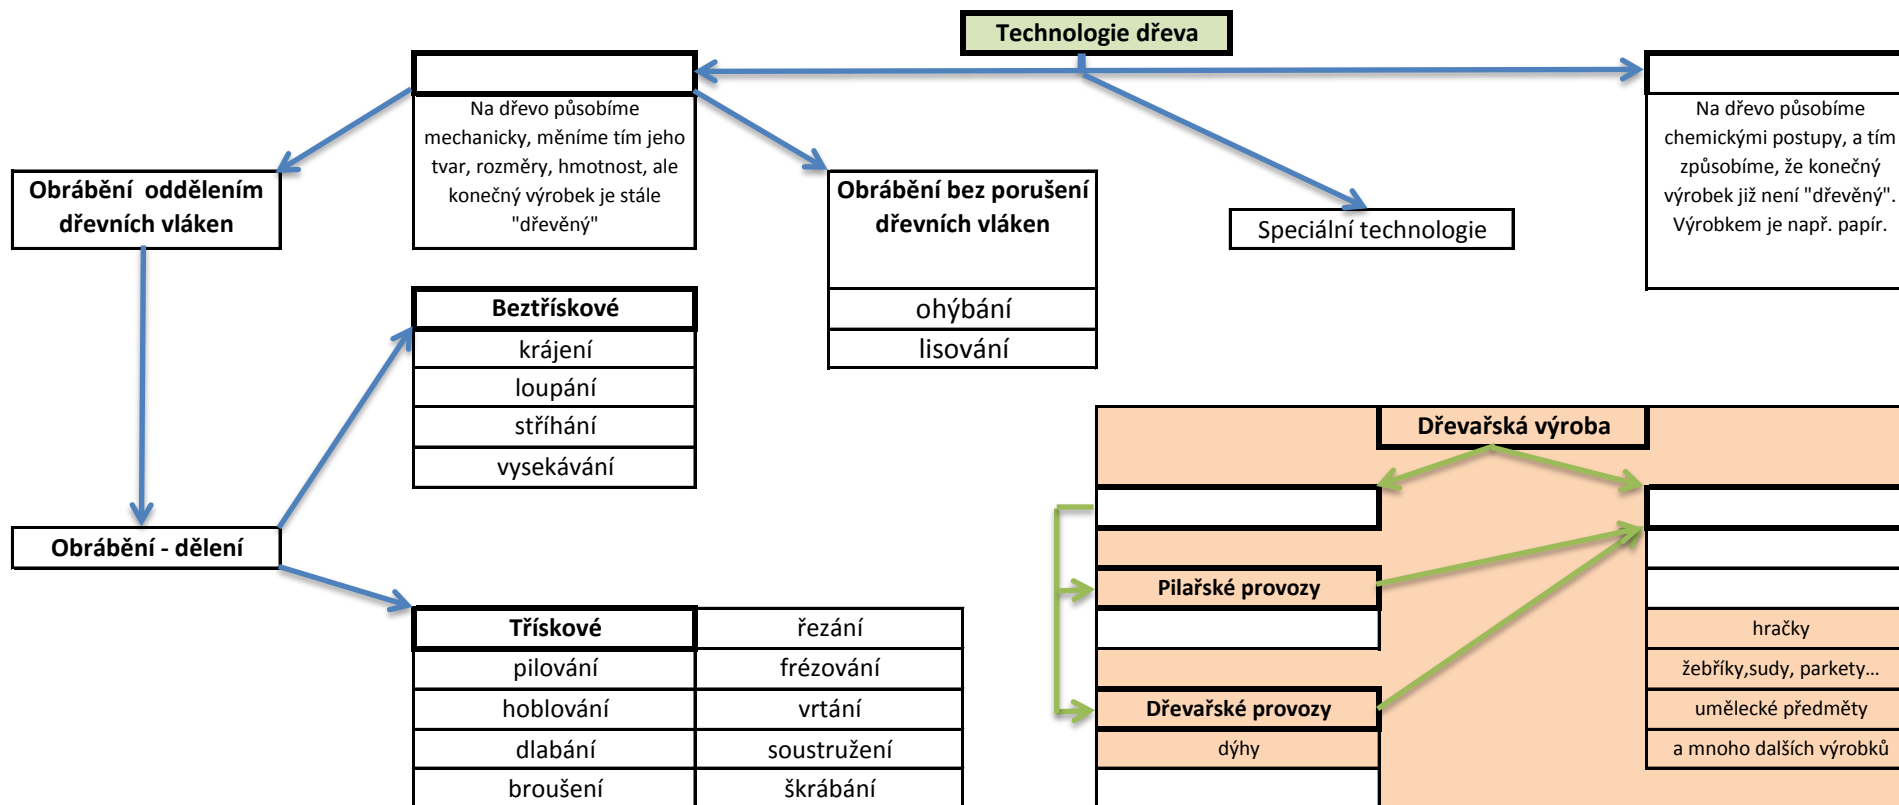 Technologie dřeva
Na dřevo působíme
mechanicky, měníme tím jeho
tvar, rozměry, hmotnost, ale
konečný výrobek je stále
"dřevěný"
Na dřevo působíme
chemickými postupy, a tím
způsobíme, že konečný
výrobek již není "dřevěný".
Výrobkem je např. papír.
Obrábění oddělením
dřevních vláken
Obrábění bez porušení
dřevních vláken
ohýbání
lisování
Speciální technologie
Beztřískové
krájení
loupání
stříhání
vysekávání
Obrábění - dělení
Třískové
řezání
pilování
frézování
hoblování
vrtání
dlabání
soustružení
broušení
škrábání
Dřevařská výroba
Pilařské provozy
Dřevařské provozy
dýhy
hračky
žebříky,sudy, parkety...
umělecké předměty
a mnoho dalších výrobků